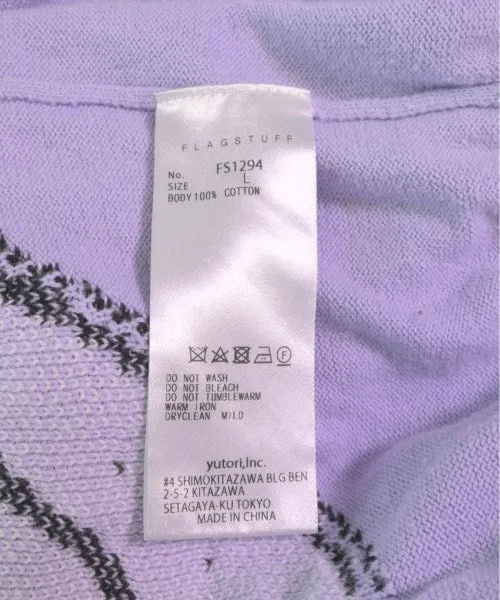 FLAGSTUFF
No. FS1294
SIZE L
BODY 100% COTTON
F
DO NOT WASH
DO NOT BLEACH
DO NOT TUMBLEWARM
WARM IRON
DRYCLEAN MILD
yutori,Inc.
#4 SHIMOKITAZAWA BLG BEN
2-5-2 KITAZAWA
SETAGAYA-KU TOKYO
MADE IN CHINA